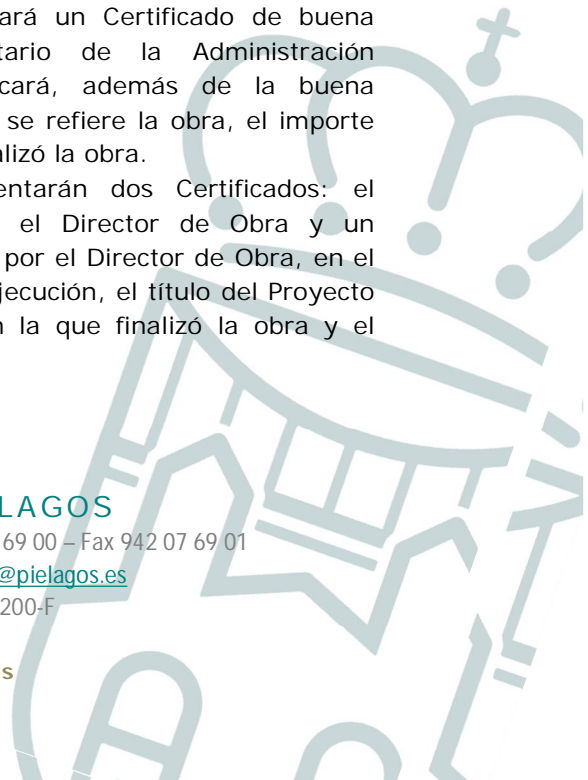 ará un Certificado de buena
tario de la Administración
cará, además de la buena
se refiere la obra, el importe
alizó la obra.
entarán dos Certificados: el
el Director de Obra y un
por el Director de Obra, en el
jecución, el título del Proyecto
n la que finalizó la obra y el
LAGOS
69 00 – Fax 942 07 69 01
@pielagos.es
200-F
s